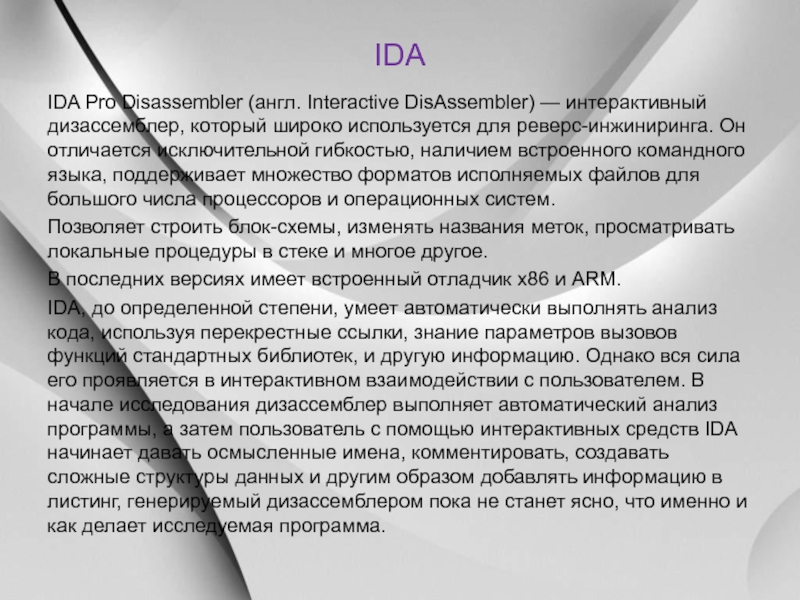 IDA
IDA Pro Disassembler (англ. Interactive DisAssembler) — интерактивный
дизассемблер, который широко используется для реверс-инжиниринга. Он
отличается исключительной гибкостью, наличием встроенного командного
языка, поддерживает множество форматов исполняемых файлов для
большого числа процессоров и операционных систем.
Позволяет строить блок-схемы, изменять названия меток, просматривать
локальные процедуры в стеке и многое другое.
В последних версиях имеет встроенный отладчик x86 и ARM.
IDA, до определенной степени, умеет автоматически выполнять анализ
кода, используя перекрестные ссылки, знание параметров вызовов
функций стандартных библиотек, и другую информацию. Однако вся сила
его проявляется в интерактивном взаимодействии с пользователем. В
начале исследования дизассемблер выполняет автоматический анализ
программы, а затем пользователь с помощью интерактивных средств IDA
начинает давать осмысленные имена, комментировать, создавать
сложные структуры данных и другим образом добавлять информацию в
листинг, генерируемый дизассемблером пока не станет ясно, что именно и
как делает исследуемая программа.